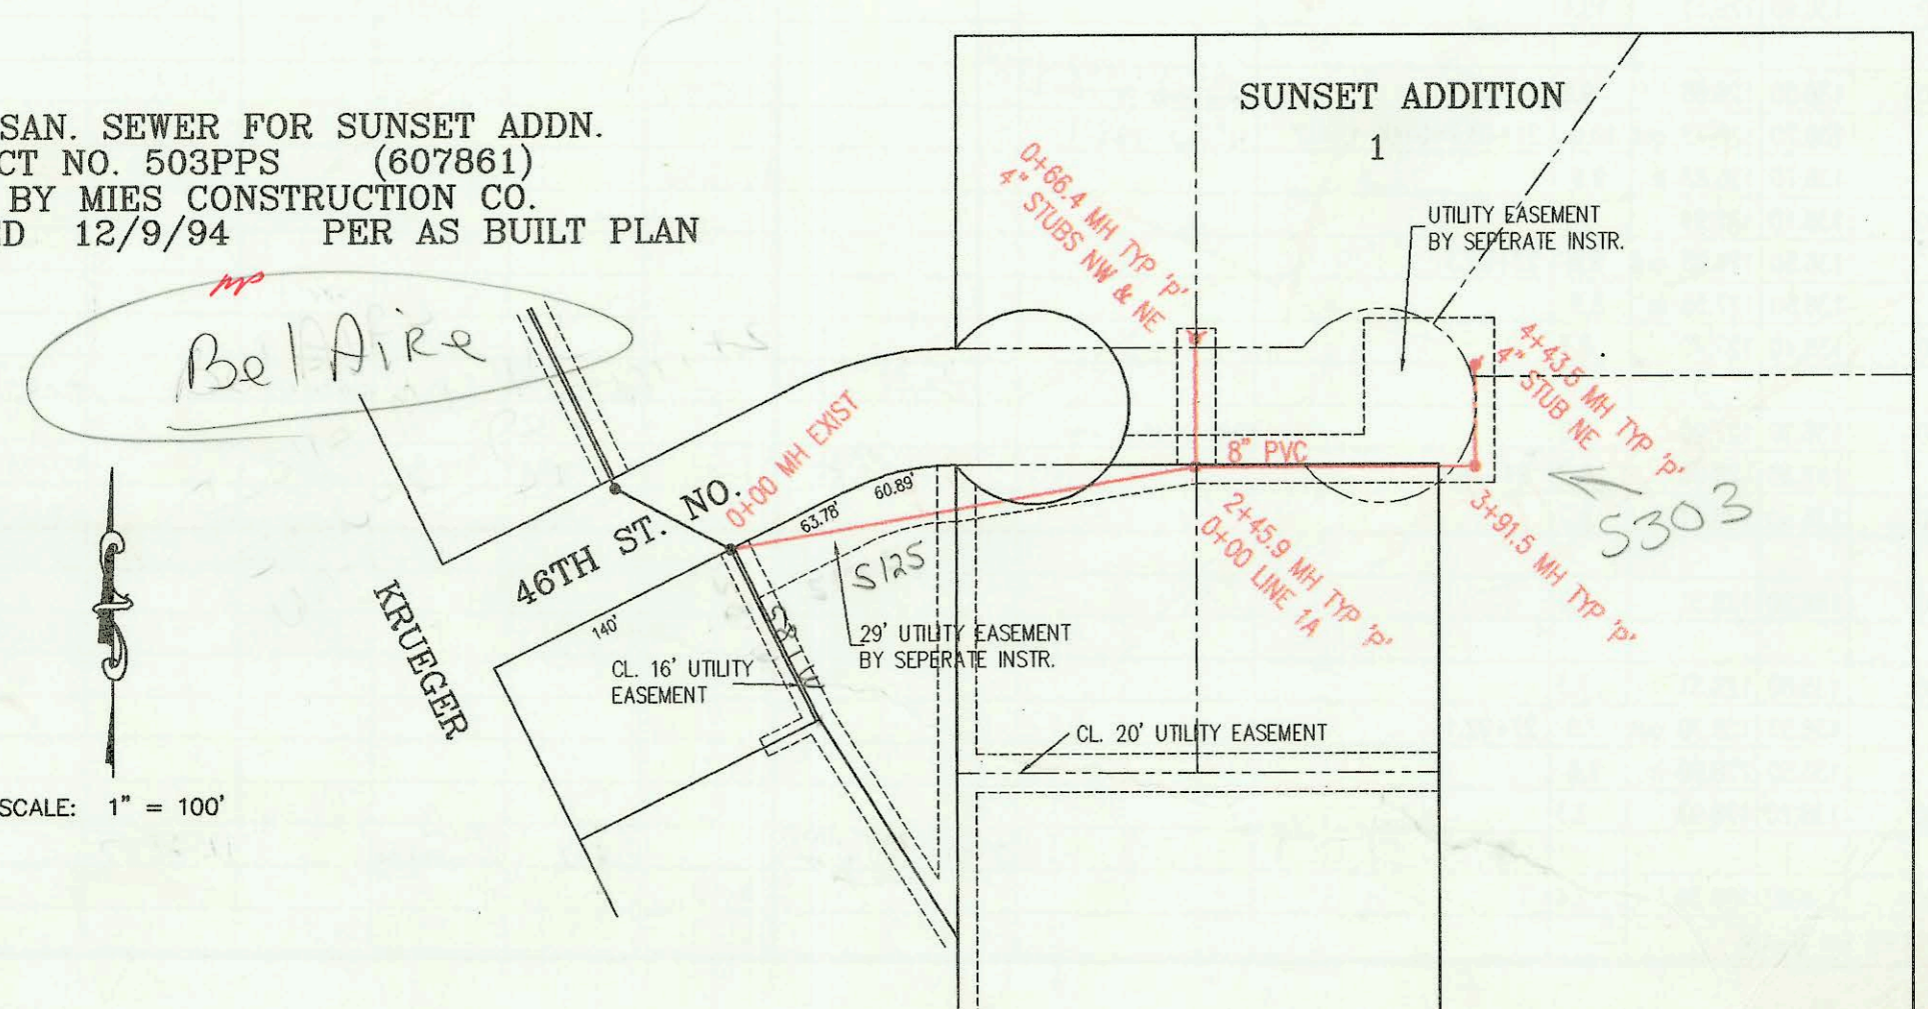 SAN. SEWER FOR SUNSET ADDN.
CT NO. 503PPS (607861)
BY MIES CONSTRUCTION CO.
D 12/9/94 PER AS BUILT PLAN
Bel Aire
SUNSET ADDITION
1
UTILITY EASEMENT
BY SEPERATE INSTR.
0+66.4 MH TYP 'P'
4" STUBS NW & NE
4+43.5 MH TYP 'P'
4" STUB NE
0+00 MH EXIST
8" PVC
60.89'
63.78'
46TH ST. NO.
2+45.9 MH TYP 'P'
0+00 LINE 1A
3+91.5 MH TYP 'P'
S303
S125
KRUEGER
140'
29' UTILITY EASEMENT
BY SEPERATE INSTR.
CL. 16' UTILITY
EASEMENT
CL. 20' UTILITY EASEMENT
SCALE: 1" = 100'